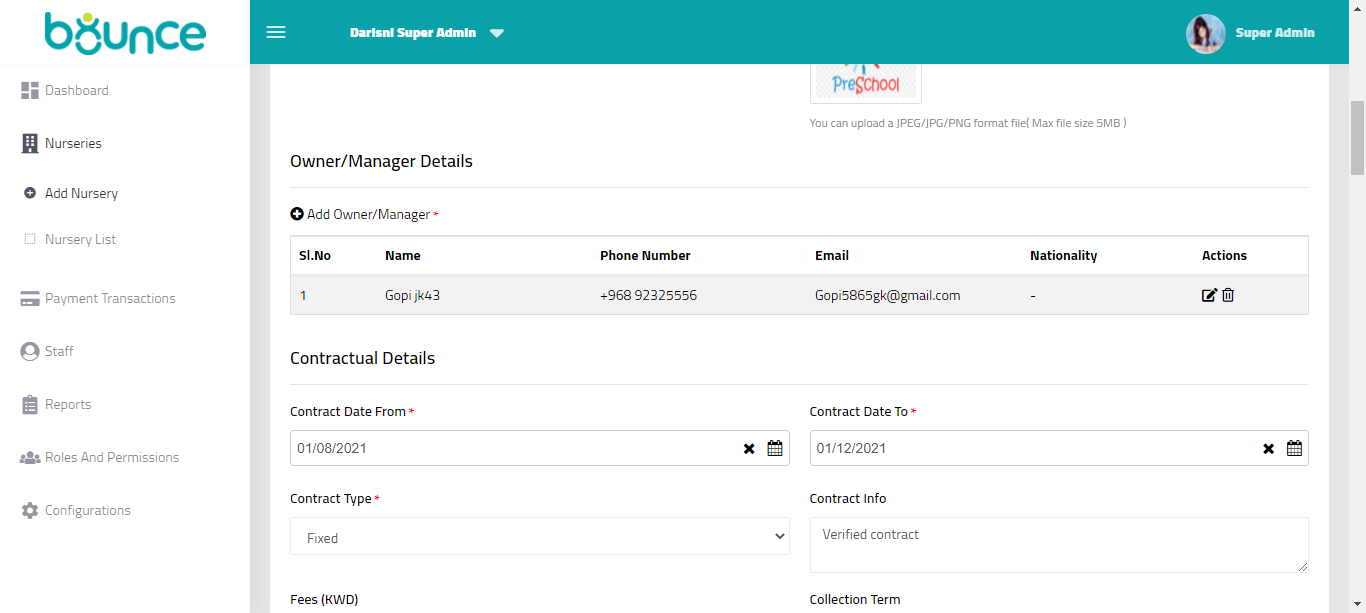 bounce
Darisni Super Admin
Super Admin
Dashboard
Nurseries
Add Nursery
Nursery List
Payment Transactions
Staff
Reports
Roles And Permissions
Configurations
PreSchool
You can upload a JPEG/JPG/PNG format file( Max file size 5MB )
Owner/Manager Details
Add Owner/Manager *
Sl.No Name Phone Number Email Nationality Actions
1 Gopi jk43 +968 92325556 Gopi5865gk@gmail.com -
Contractual Details
Contract Date From * Contract Date To *
01/08/2021 01/12/2021
Contract Type * Contract Info
Fixed Verified contract
Fees (KWD) Collection Term